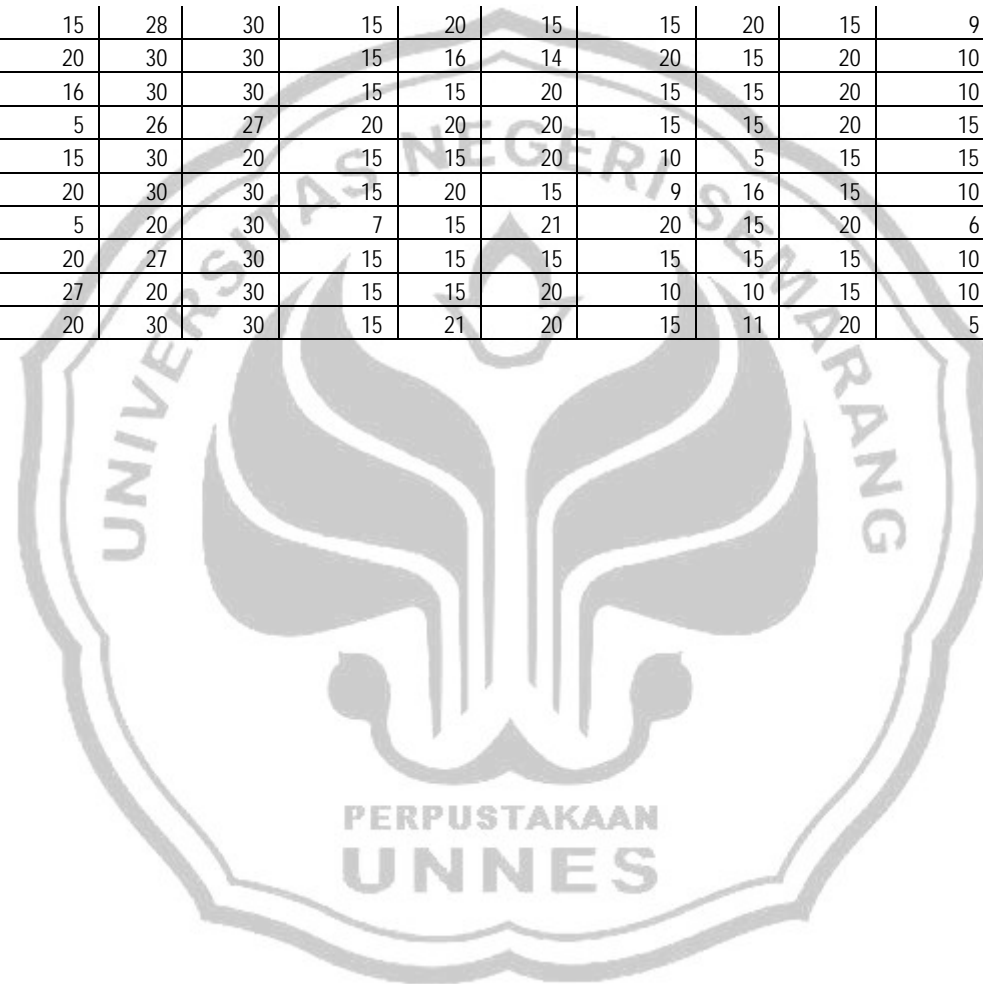 15 28 30 15 20 15 15 20 15 9
20 30 30 15 16 14 20 15 20 10
16 30 30 15 15 20 15 15 20 10
5 26 27 20 20 20 15 15 20 15
15 30 20 15 15 20 10 5 15 15
20 30 30 15 20 15 9 16 15 10
5 20 30 7 15 21 20 15 20 6
20 27 30 15 15 15 15 15 15 10
27 20 30 15 15 20 10 10 15 10
20 30 30 15 21 20 15 11 20 5
UNIVERSITAS NEGERI SEMARANG
PERPUSTAKAAN
UNNES